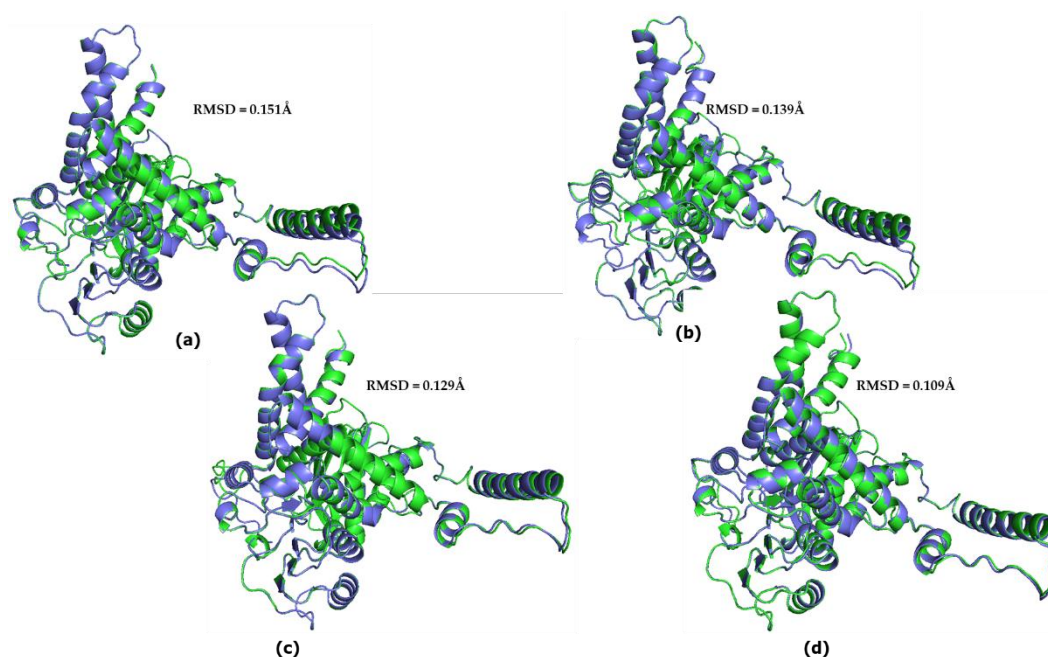 RMSD = 0.151Å
RMSD = 0.139Å
(a)
(b)
RMSD = 0.129Å
RMSD = 0.109Å
(c)
(d)